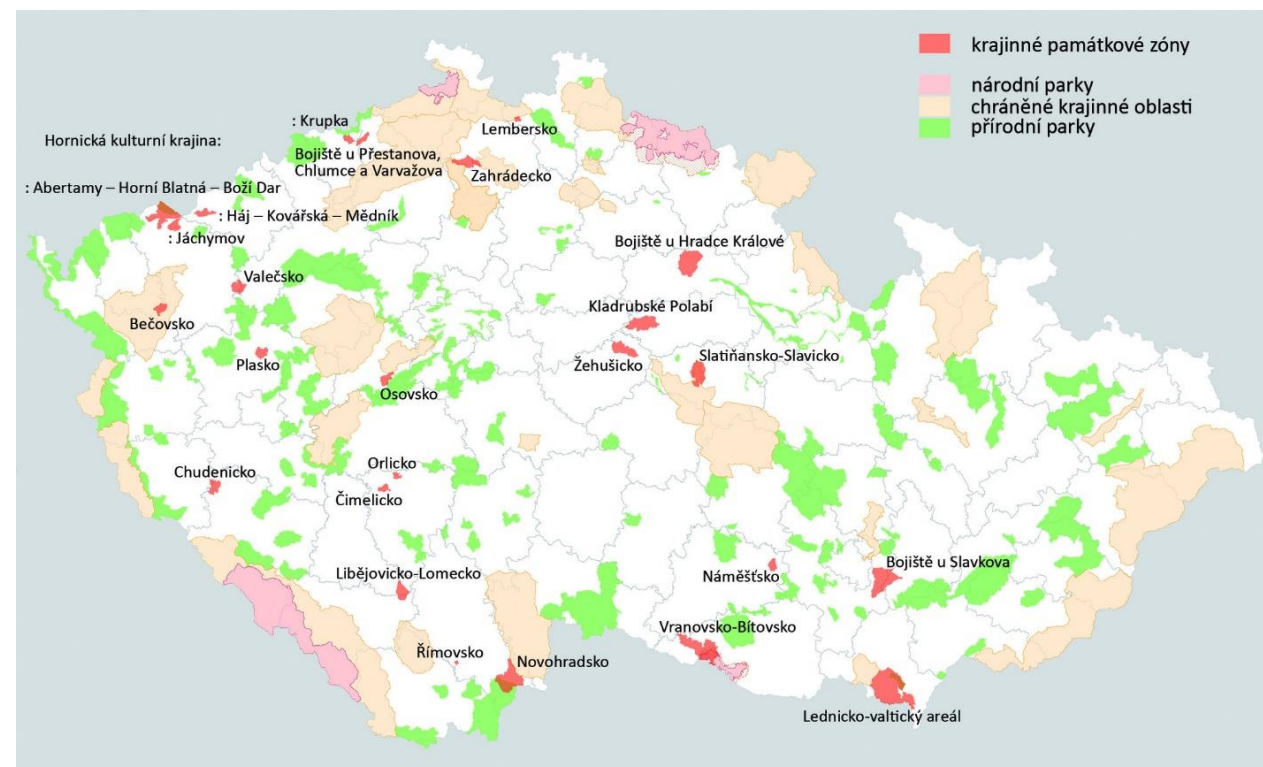 krajinné památkové zóny
národní parky
chráněné krajinné oblasti
přírodní parky
: Krupka
Hornická kulturní krajina:
Lembersko
Bojiště u Přestanova,
Chlumce a Varvažova
Zahrádecko
: Abertamy – Horní Blatná – Boží Dar
: Háj – Kovářská – Mědník
: Jáchymov
Bojiště u Hradce Králové
Valečsko
Kladrubské Polabí
Bečovsko
Plasko
Žehušicko
Slatiňansko-Slavicko
Osovsko
Orlicko
Chudenicko
Čimelicko
Bojiště u Slavkova
Libějovicko-Lomecko
Náměšťsko
Vranovsko-Bítovsko
Římovsko
Novohradsko
Lednicko-valtický areál